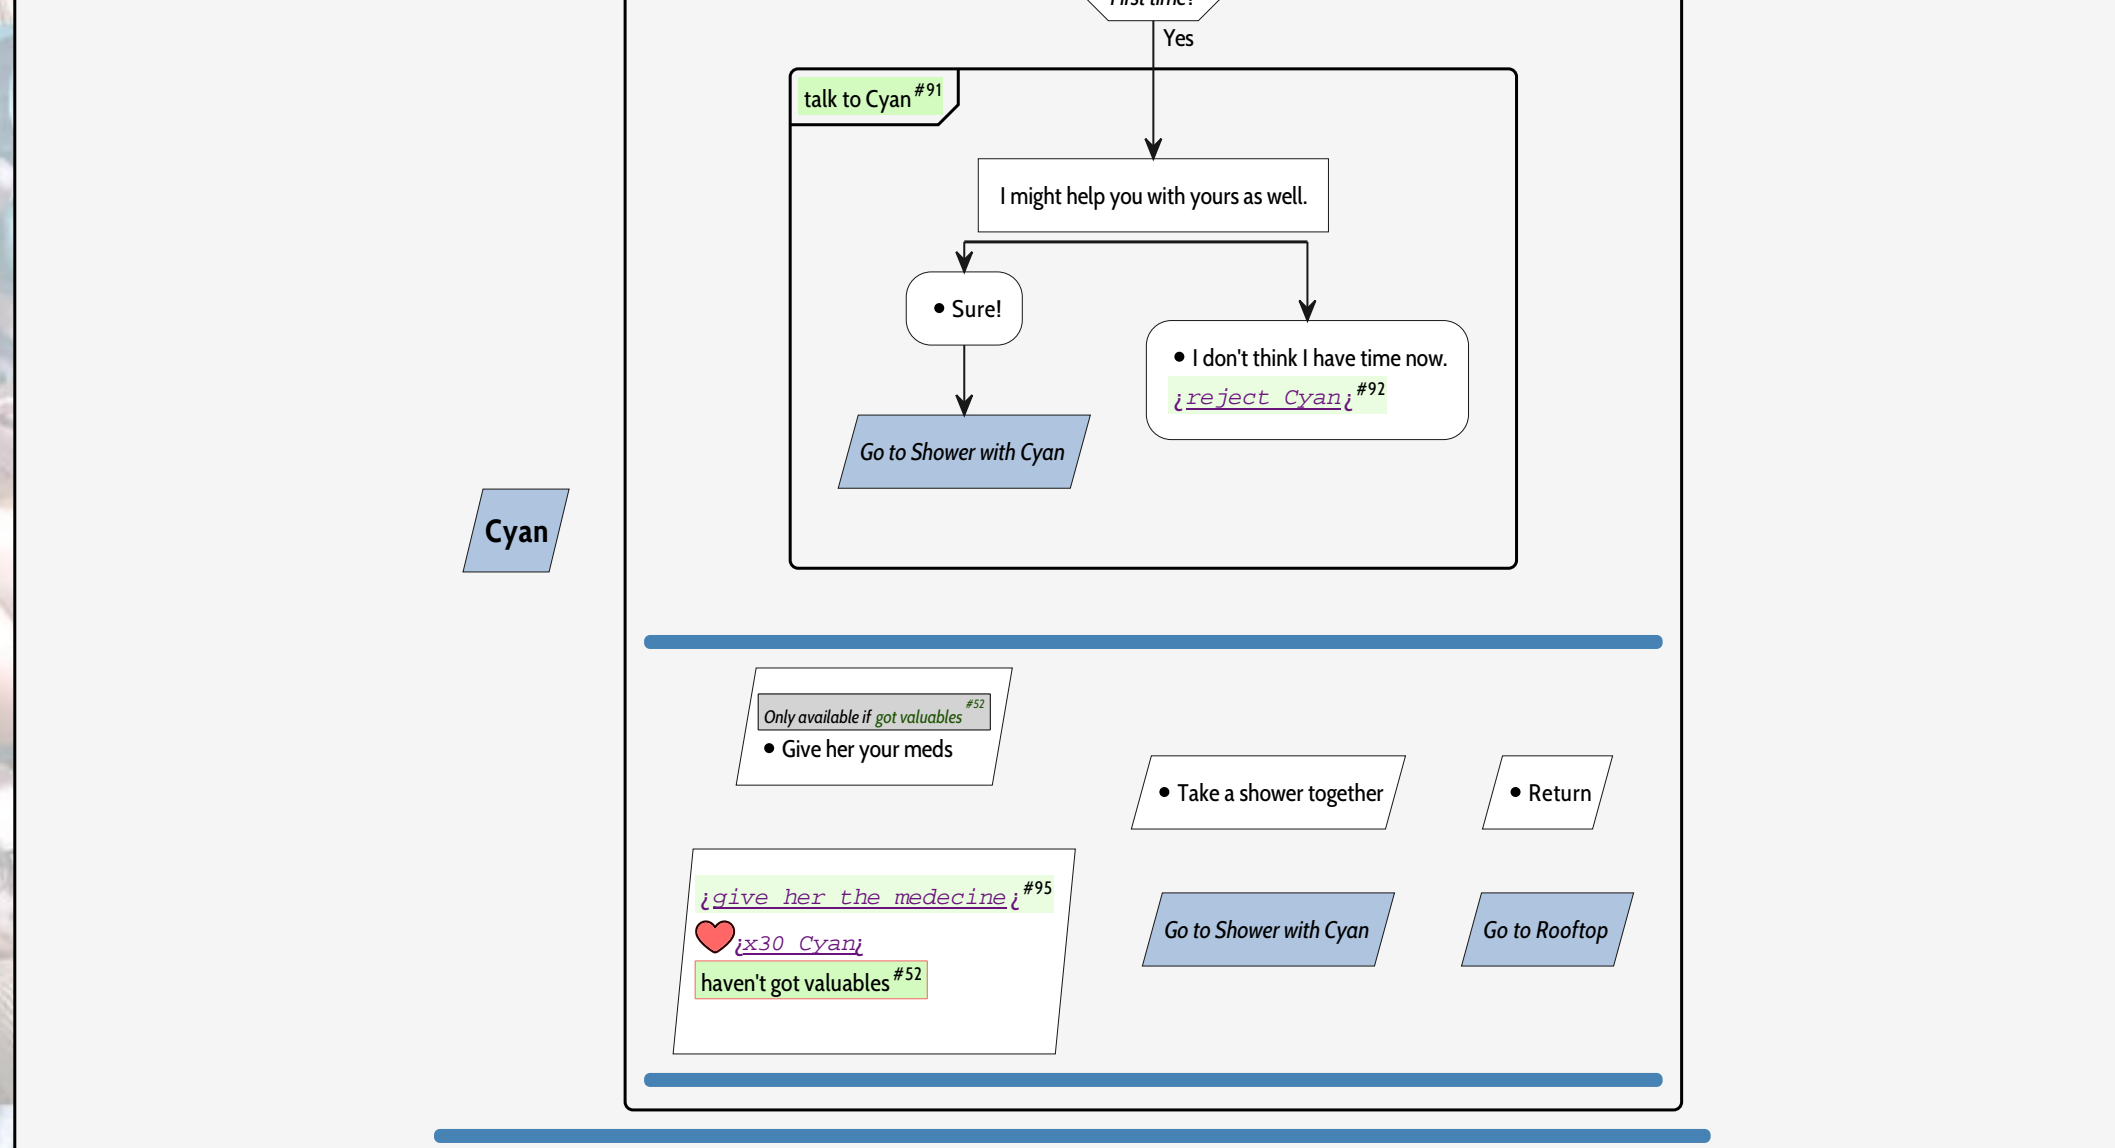 First time?
Yes
talk to Cyan #91
I might help you with yours as well.
• Sure!
• I don't think I have time now.
¿reject Cyan¿ #92
Go to Shower with Cyan
Cyan
Only available if got valuables #52
• Give her your meds
• Take a shower together
• Return
¿give her the medecine¿ #95
¿x30 Cyan¿
haven't got valuables #52
Go to Shower with Cyan
Go to Rooftop